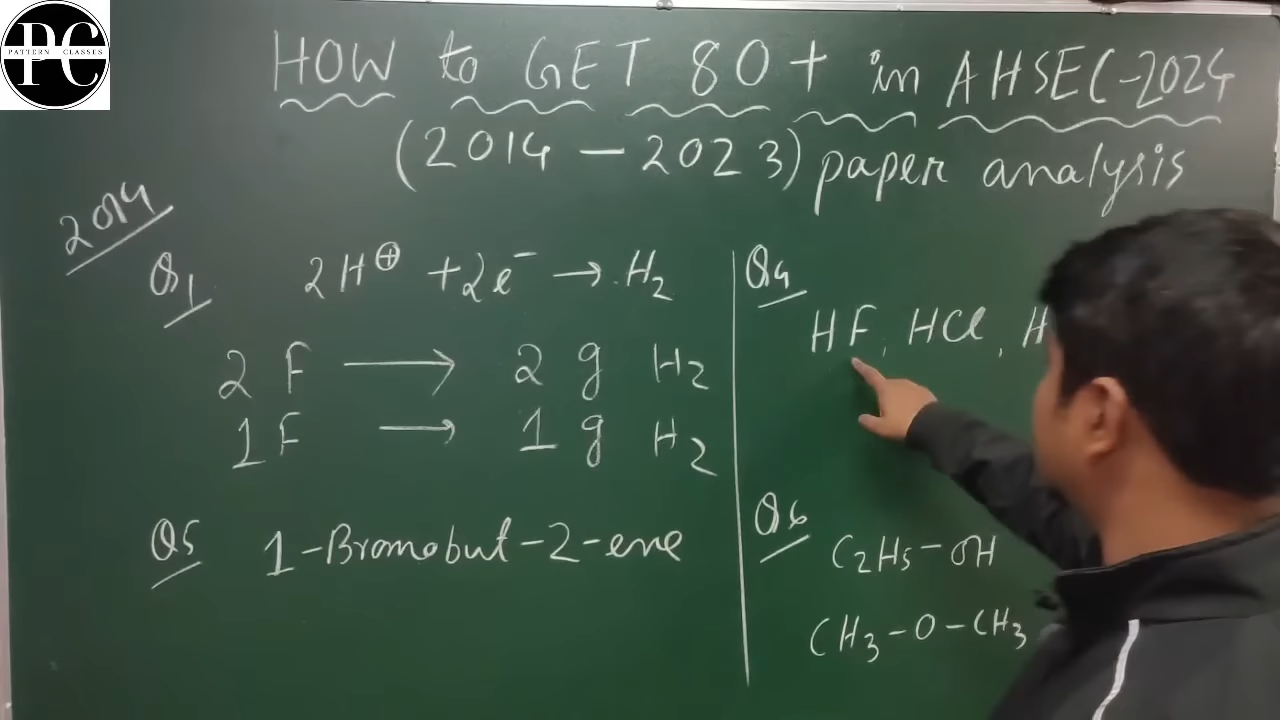 PATTERN CLASSES
PC
HOW to GET 80+ in AHSEC-2024
(2014 – 2023) paper analysis
2014
Q1 2H⊕ + 2e⁻ → H₂
2 F → 2 g H₂
1 F → 1 g H₂
Q5 1-Bromobut-2-ene
Q4
HF, HCl, H
Q6
C₂H₅–OH
CH₃–O–CH₃